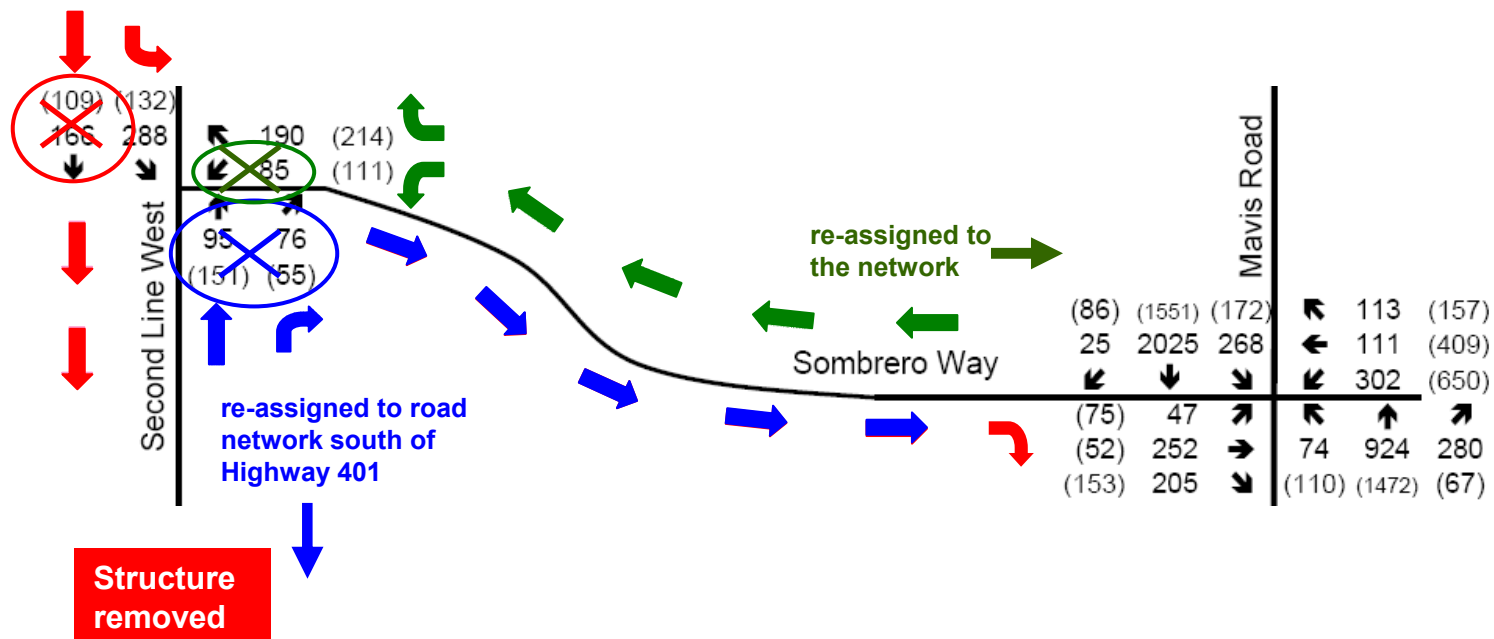 (109) (132)
166 288
190 (214)
85 (111)
95 76
(151) (55)
Second Line West
re-assigned to road
network south of
Highway 401
Structure
removed
re-assigned to
the network
Sombrero Way
Mavis Road
(86) (1551) (172)
25 2025 268
113 (157)
111 (409)
302 (650)
(75) 47
(52) 252
(153) 205
74 924 280
(110) (1472) (67)